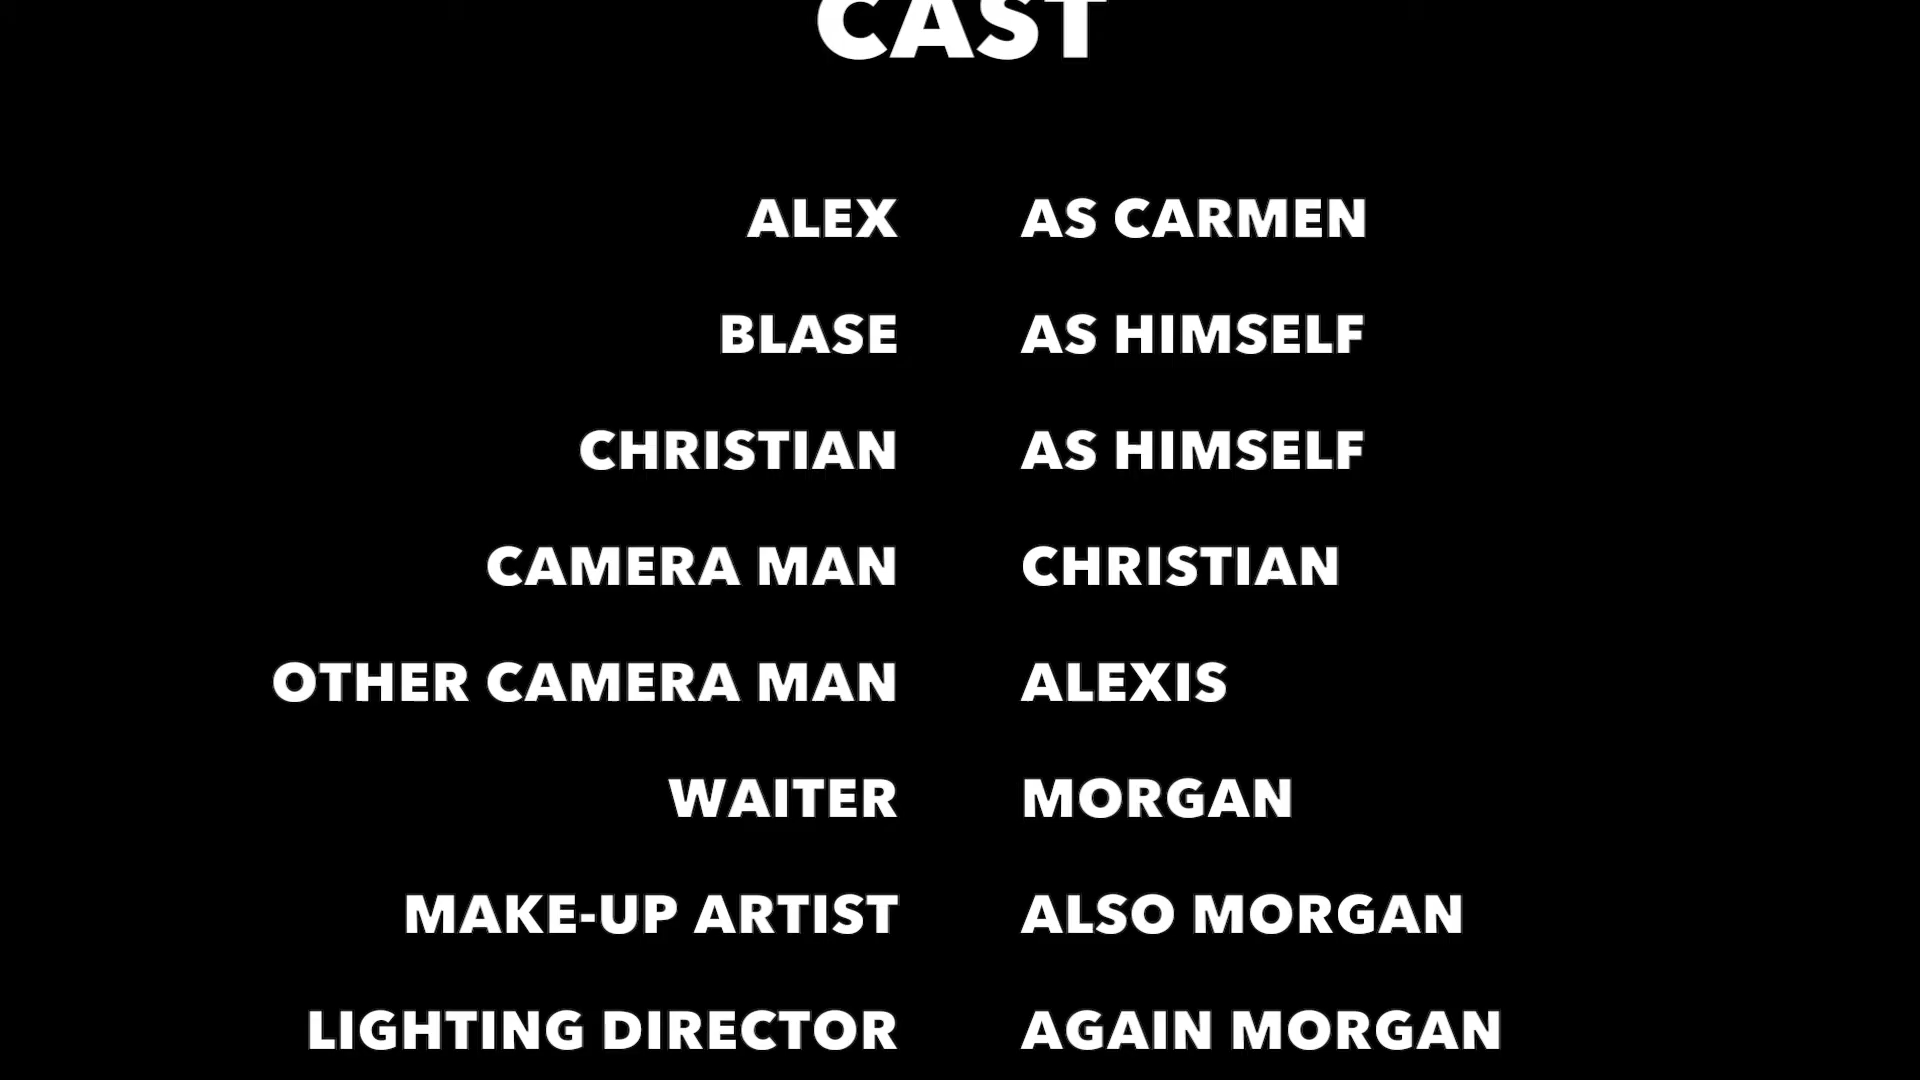 CAST
ALEX AS CARMEN
BLASE AS HIMSELF
CHRISTIAN AS HIMSELF
CAMERA MAN CHRISTIAN
OTHER CAMERA MAN ALEXIS
WAITER MORGAN
MAKE-UP ARTIST ALSO MORGAN
LIGHTING DIRECTOR AGAIN MORGAN